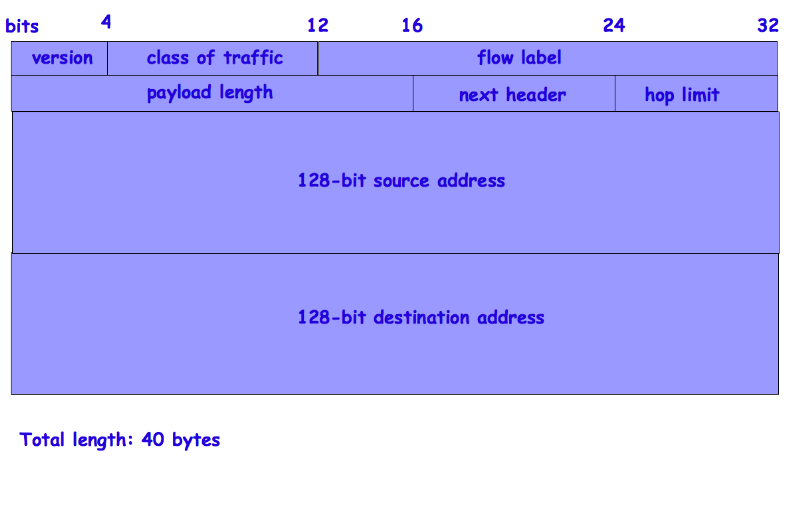 bits 4 12 16 24 32
version class of traffic flow label
payload length next header hop limit
128-bit source address
128-bit destination address
Total length: 40 bytes